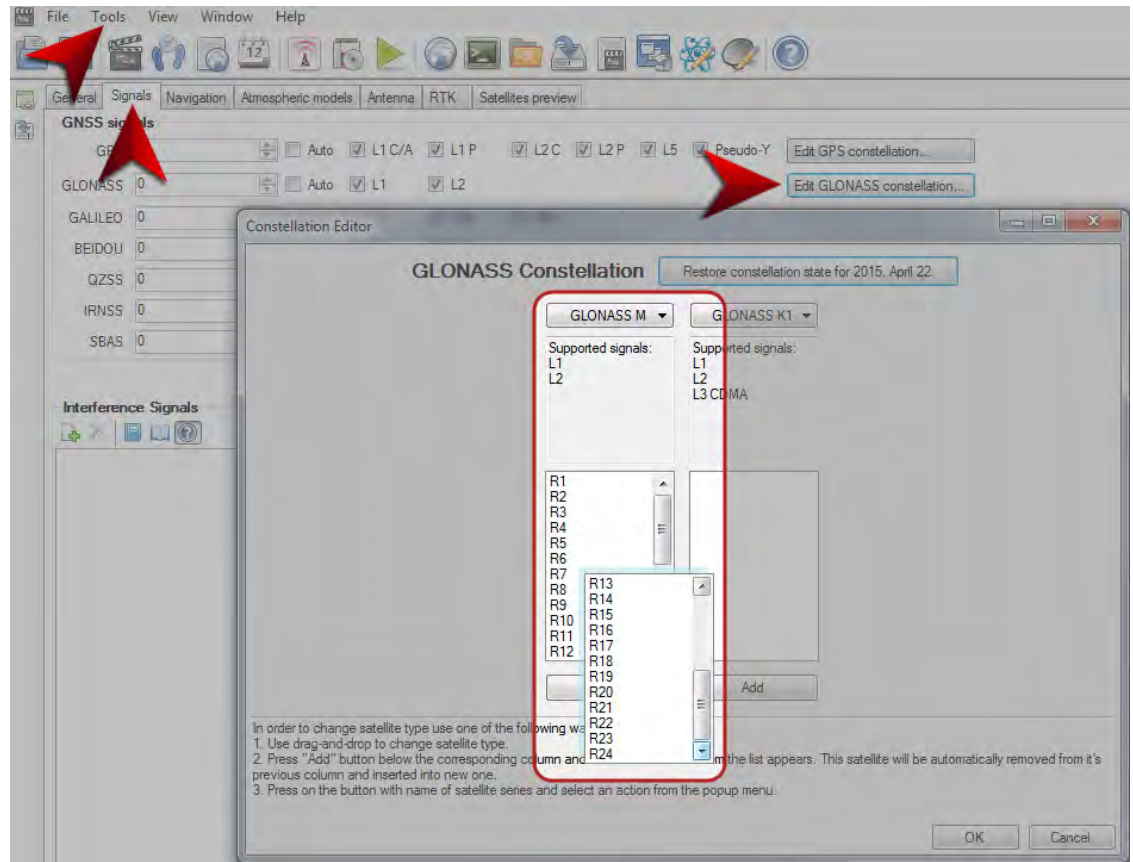 File Tools View Window Help
12
General Signals Navigation Atmospheric models Antenna RTK Satellites preview
GNSS signals
Auto L1 C/A L1 P L2 C L2 P L5 Pseudo-Y Edit GPS constellation...
GLONASS 0 Auto L1 L2 Edit GLONASS constellation...
GALILEO 0
BEIDOU 0
QZSS 0
IRNSS 0
SBAS 0
Interference Signals
Constellation Editor
GLONASS Constellation Restore constellation state for 2015. April 22
GLONASS M GLONASS K1
Supported signals: Supported signals:
L1 L1
L2 L2
L3 CDMA
R1
R2
R3
R4
R5
R6
R7
R8
R9
R10
R11
R12
R13
R14
R15
R16
R17
R18
R19
R20
R21
R22
R23
R24
Add
In order to change satellite type use one of the following
1. Use drag-and-drop to change satellite type.
2. Press "Add" button below the corresponding column and the list appears. This satellite will be automatically removed from it's
previous column and inserted into new one.
3. Press on the button with name of satellite series and select an action from the popup menu.
OK Cancel